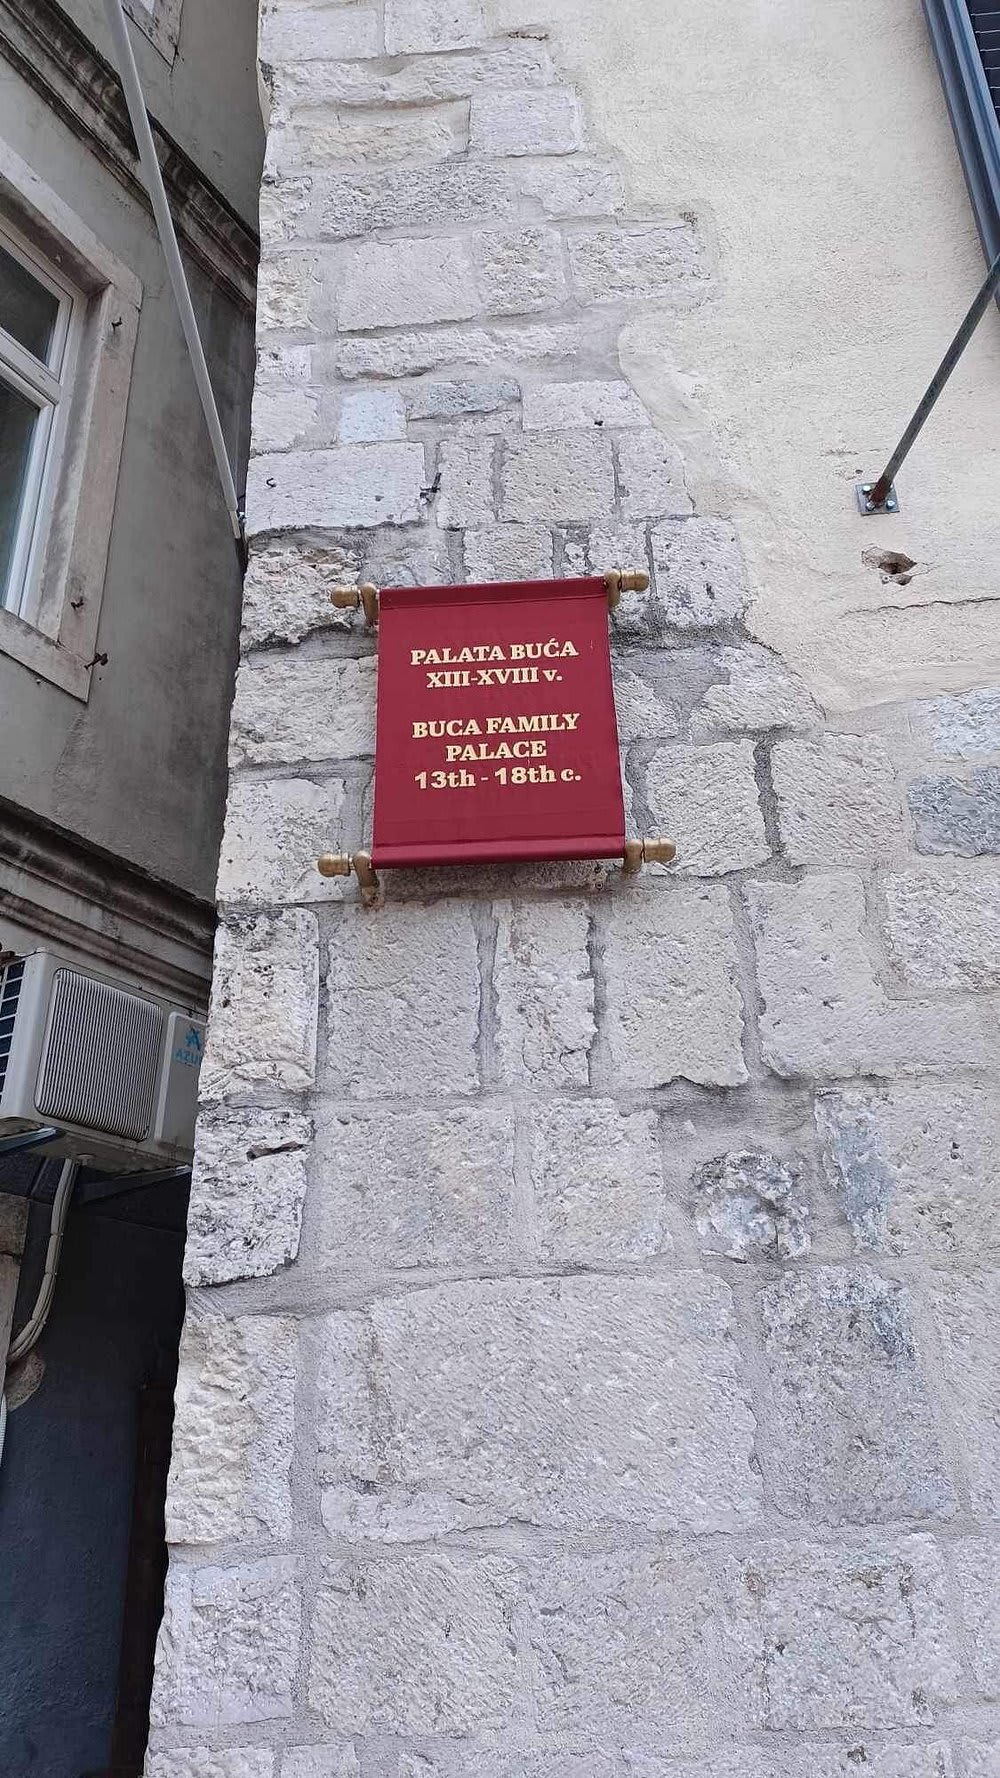 PALATA BUĆA
XIII-XVIII v.
BUCA FAMILY
PALACE
13th - 18th c.